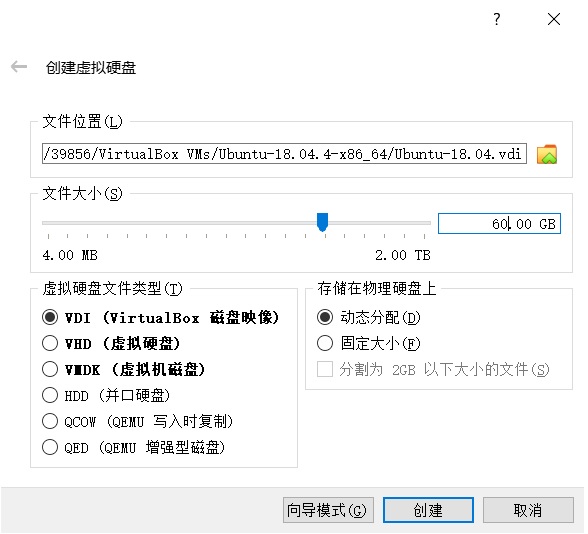 ?
创建虚拟硬盘
文件位置(L)
/39856/VirtualBox VMs/Ubuntu-18.04.4-x86_64/Ubuntu-18.04.vdi
文件大小(S)
60.00 GB
4.00 MB 2.00 TB
虚拟硬盘文件类型(T)
VDI (VirtualBox 磁盘映像)
VHD (虚拟硬盘)
VMDK (虚拟机磁盘)
HDD (并口硬盘)
QCOW (QEMU 写入时复制)
QED (QEMU 增强型磁盘)
存储在物理硬盘上
动态分配(D)
固定大小(F)
分割为 2GB 以下大小的文件(S)
向导模式(G) 创建 取消